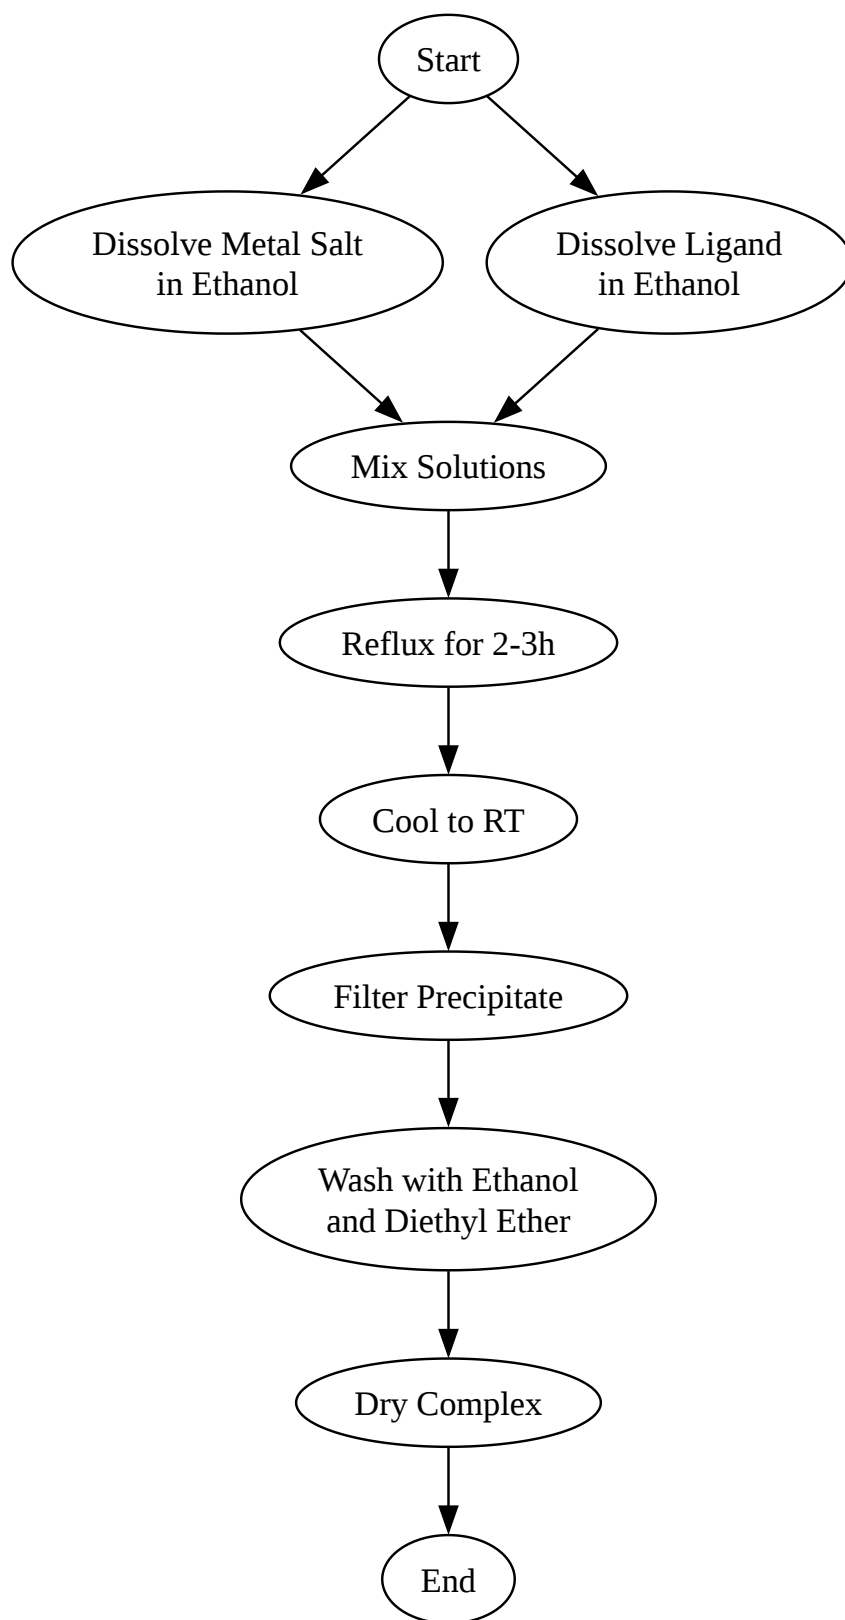 Start
Dissolve Metal Salt
in Ethanol
Dissolve Ligand
in Ethanol
Mix Solutions
Reflux for 2-3h
Cool to RT
Filter Precipitate
Wash with Ethanol
and Diethyl Ether
Dry Complex
End